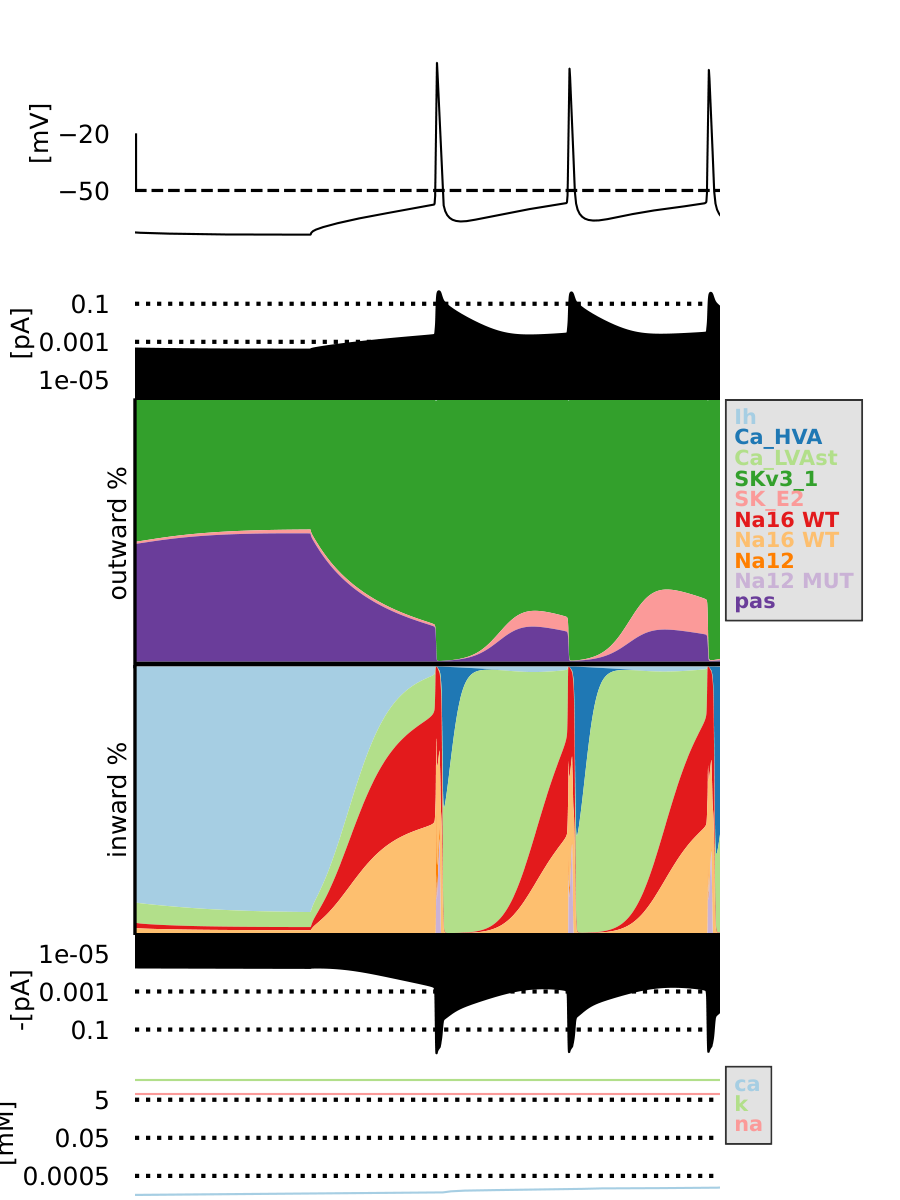 [mV]
−20
−50
[pA]
0.1
0.001
1e-05
outward %
Ih
Ca_HVA
Ca_LVAst
SKv3_1
SK_E2
Na16 WT
Na16 WT
Na12
Na12 MUT
pas
inward %
-[pA]
1e-05
0.001
0.1
[mM]
5
0.05
0.0005
ca
k
na